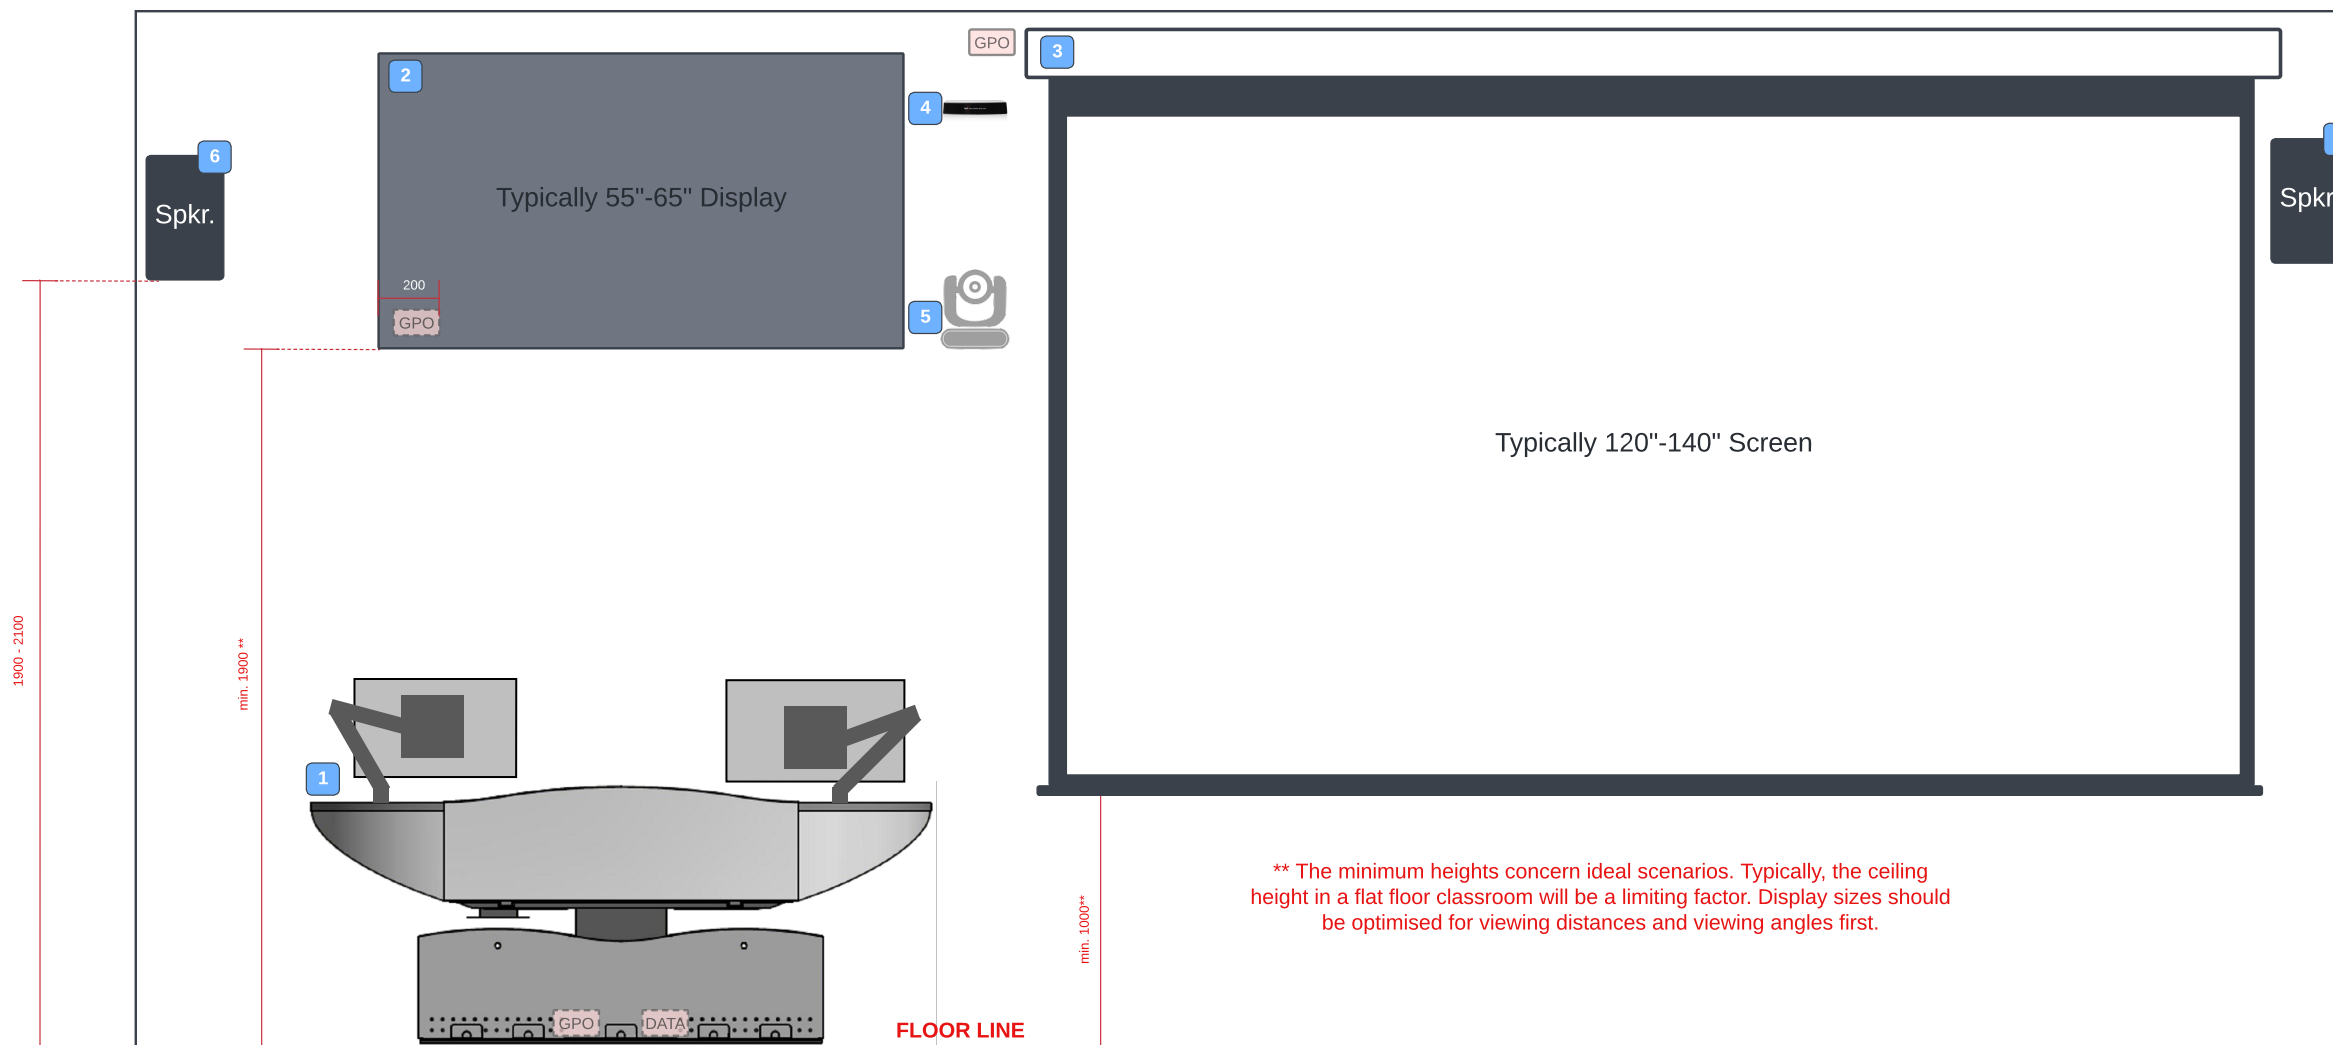 GPO
3
2
4
6
Spkr.
Typically 55"-65" Display
Spkr
200
GPO
5
Typically 120"-140" Screen
1900 - 2100
min. 1900 **
1
** The minimum heights concern ideal scenarios. Typically, the ceiling
height in a flat floor classroom will be a limiting factor. Display sizes should
be optimised for viewing distances and viewing angles first.
min. 1000**
GPO
DATA
FLOOR LINE